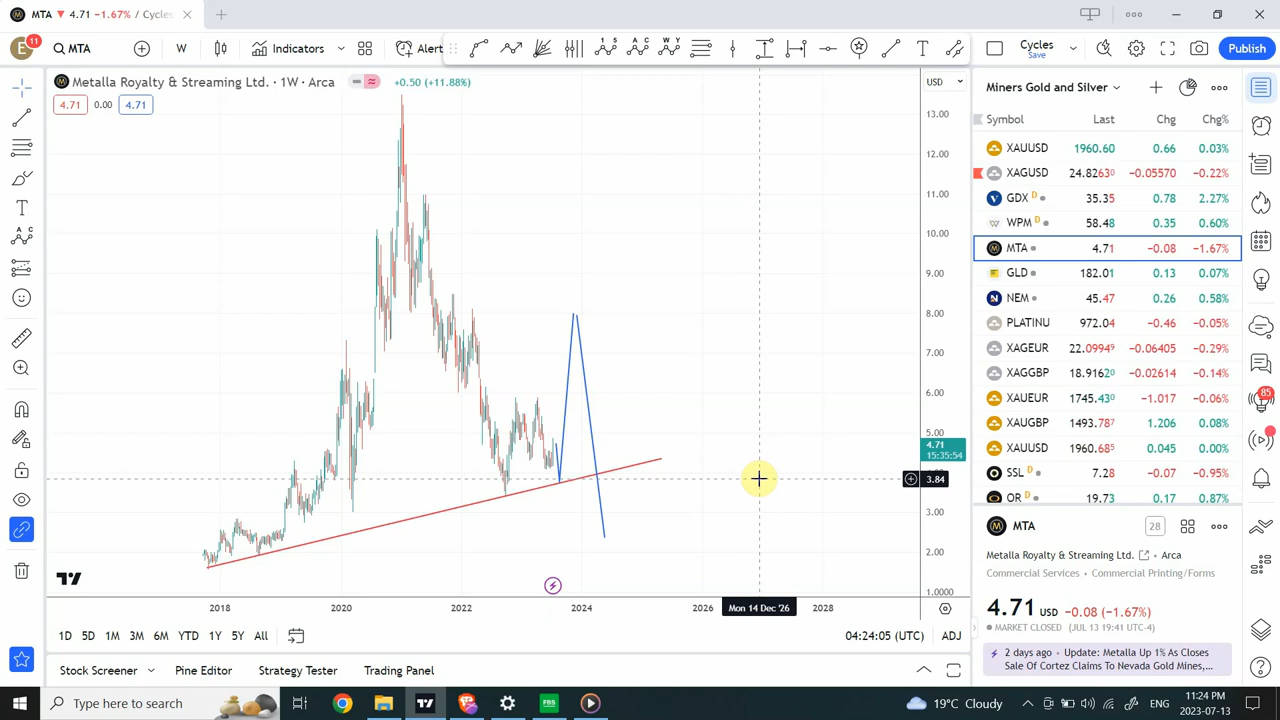 MTA ▼ 4.71 −1.67% / Cycles
E 11 MTA W Indicators Alert Cycles Save Publish
Metalla Royalty & Streaming Ltd. · 1W · Arca +0.50 (+11.88%)
4.71 0.00 4.71
USD
13.00
12.00
11.00
10.00
9.00
8.00
7.00
6.00
5.00
4.71
15:35:54
3.84
3.00
2.00
1.0000
2018 2020 2022 2024 2026 Mon 14 Dec '26 2028
1D 5D 1M 3M 6M YTD 1Y 5Y All 04:24:05 (UTC) ADJ
Stock Screener Pine Editor Strategy Tester Trading Panel
Miners Gold and Silver
Symbol Last Chg Chg%
XAUUSD 1960.60 0.66 0.03%
XAGUSD 24.8263⁰ −0.05570 −0.22%
GDX D 35.35 0.78 2.27%
WPM D 58.48 0.35 0.60%
MTA 4.71 −0.08 −1.67%
GLD 182.01 0.13 0.07%
NEM 45.47 0.26 0.58%
PLATINU 972.04 −0.46 −0.05%
XAGEUR 22.0994⁹ −0.06405 −0.29%
XAGGBP 18.9162⁰ −0.02614 −0.14%
XAUEUR 1745.43⁰ −1.017 −0.06%
XAUGBP 1493.78⁷ 1.206 0.08%
XAUUSD 1960.68⁵ 0.045 0.00%
SSL D 7.28 −0.07 −0.95%
OR D 19.73 0.17 0.87%
85
MTA 28
Metalla Royalty & Streaming Ltd. • Arca
Commercial Services • Commercial Printing/Forms
4.71 USD −0.08 (−1.67%)
MARKET CLOSED (JUL 13 19:41 UTC-4)
2 days ago • Update: Metalla Up 1% As Closes
Sale Of Cortez Claims To Nevada Gold Mines,...
Type here to search FBS 19°C Cloudy ENG 11:24 PM
2023-07-13